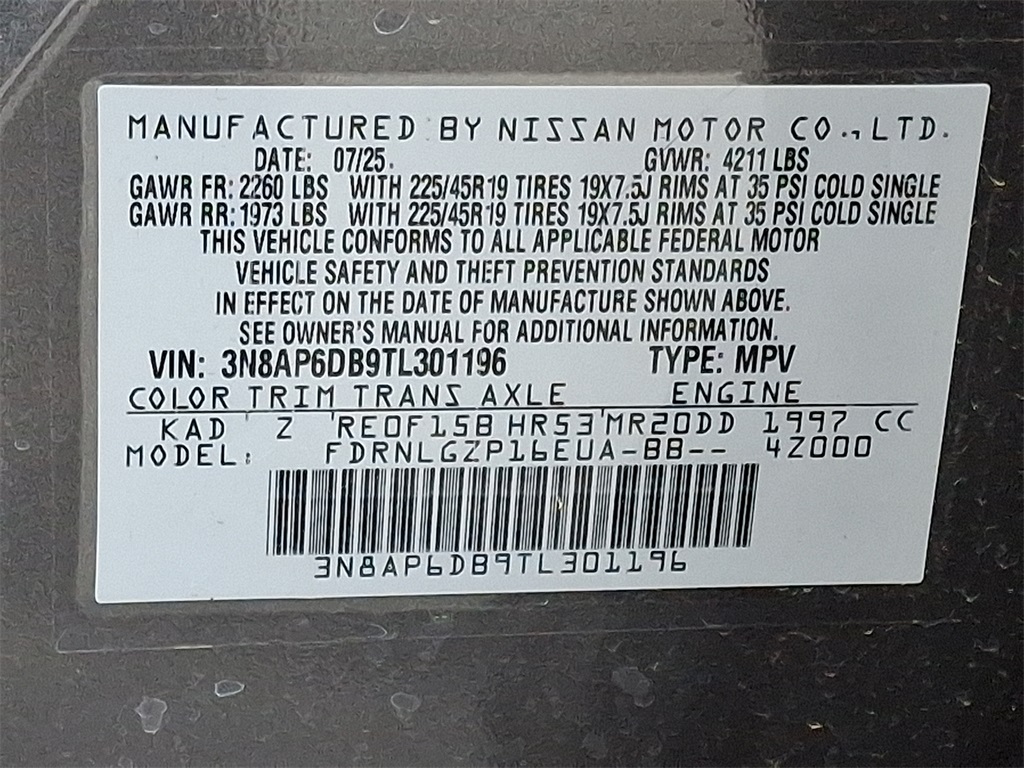 MANUFACTURED BY NISSAN MOTOR CO., LTD.
DATE: 07/25. GVWR: 4211 LBS
GAWR FR: 2260 LBS WITH 225/45R19 TIRES 19X7.5J RIMS AT 35 PSI COLD SINGLE
GAWR RR: 1973 LBS WITH 225/45R19 TIRES 19X7.5J RIMS AT 35 PSI COLD SINGLE
THIS VEHICLE CONFORMS TO ALL APPLICABLE FEDERAL MOTOR
VEHICLE SAFETY AND THEFT PREVENTION STANDARDS
IN EFFECT ON THE DATE OF MANUFACTURE SHOWN ABOVE.
SEE OWNER'S MANUAL FOR ADDITIONAL INFORMATION.
VIN: 3N8AP6DB9TL301196 TYPE: MPV
COLOR TRIM TRANS AXLE ENGINE
KAD Z RE0F15B HR53 MR20DD 1997 CC
MODEL: FDRNLGZP16EUA-BB-- 4Z000
3N8AP6DB9TL301196